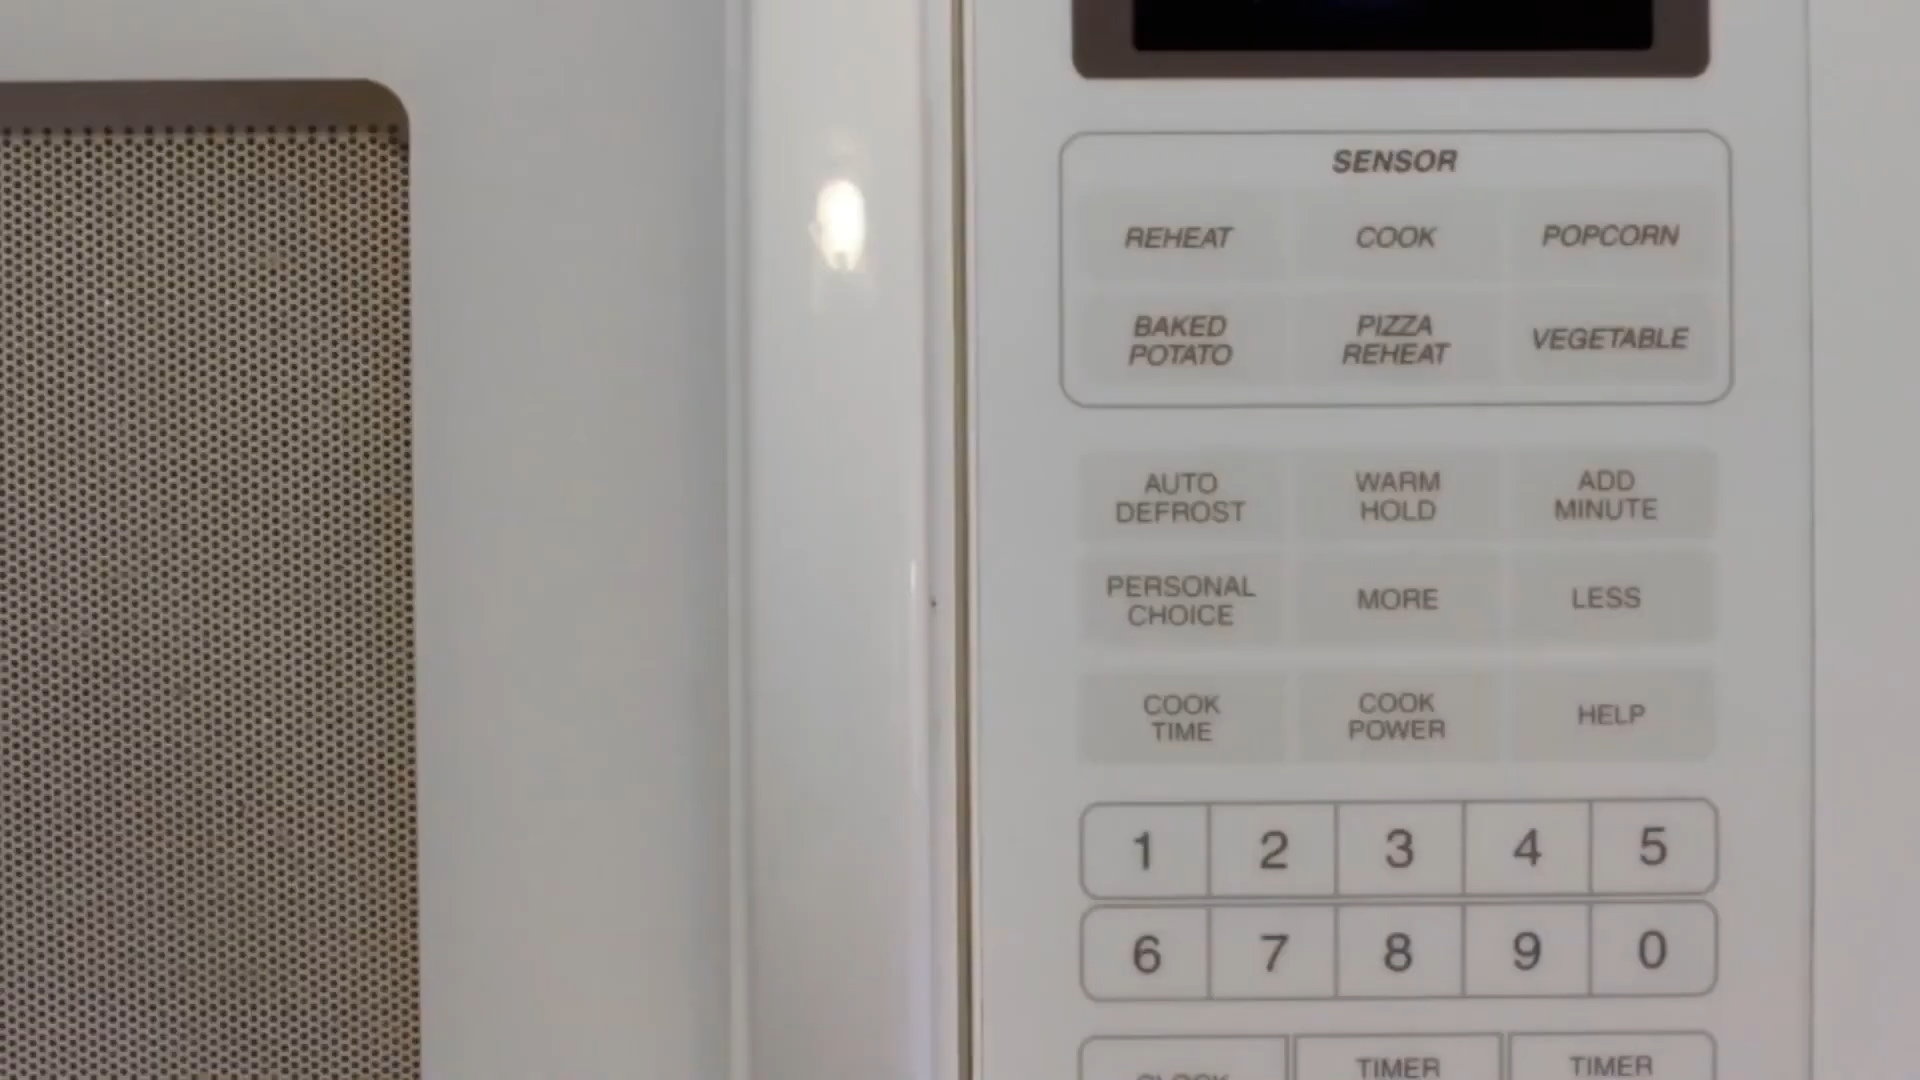 SENSOR
REHEAT COOK POPCORN
BAKED POTATO PIZZA REHEAT VEGETABLE
AUTO DEFROST WARM HOLD ADD MINUTE
PERSONAL CHOICE MORE LESS
COOK TIME COOK POWER HELP
1 2 3 4 5
6 7 8 9 0
CLOCK TIMER TIMER